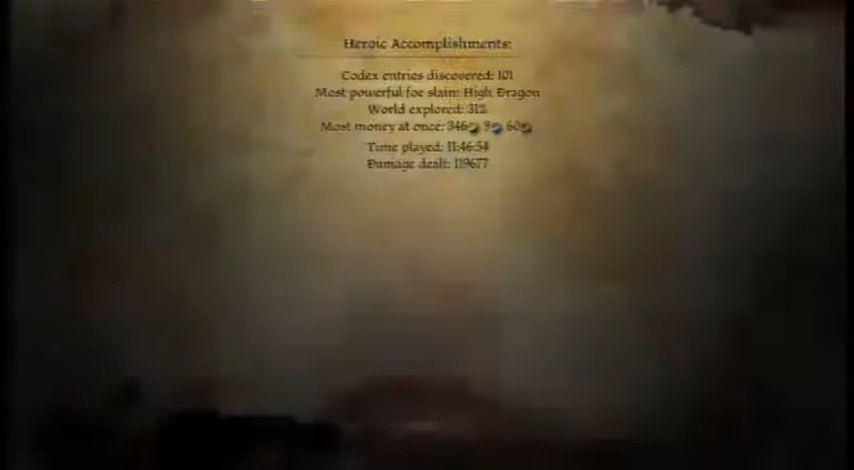 Heroic Accomplishments:
Codex entries discovered: 101
Most powerful foe slain: High Dragon
World explored: 31%
Most money at once: 346 9 60
Time played: 11:46:54
Damage dealt: 119677